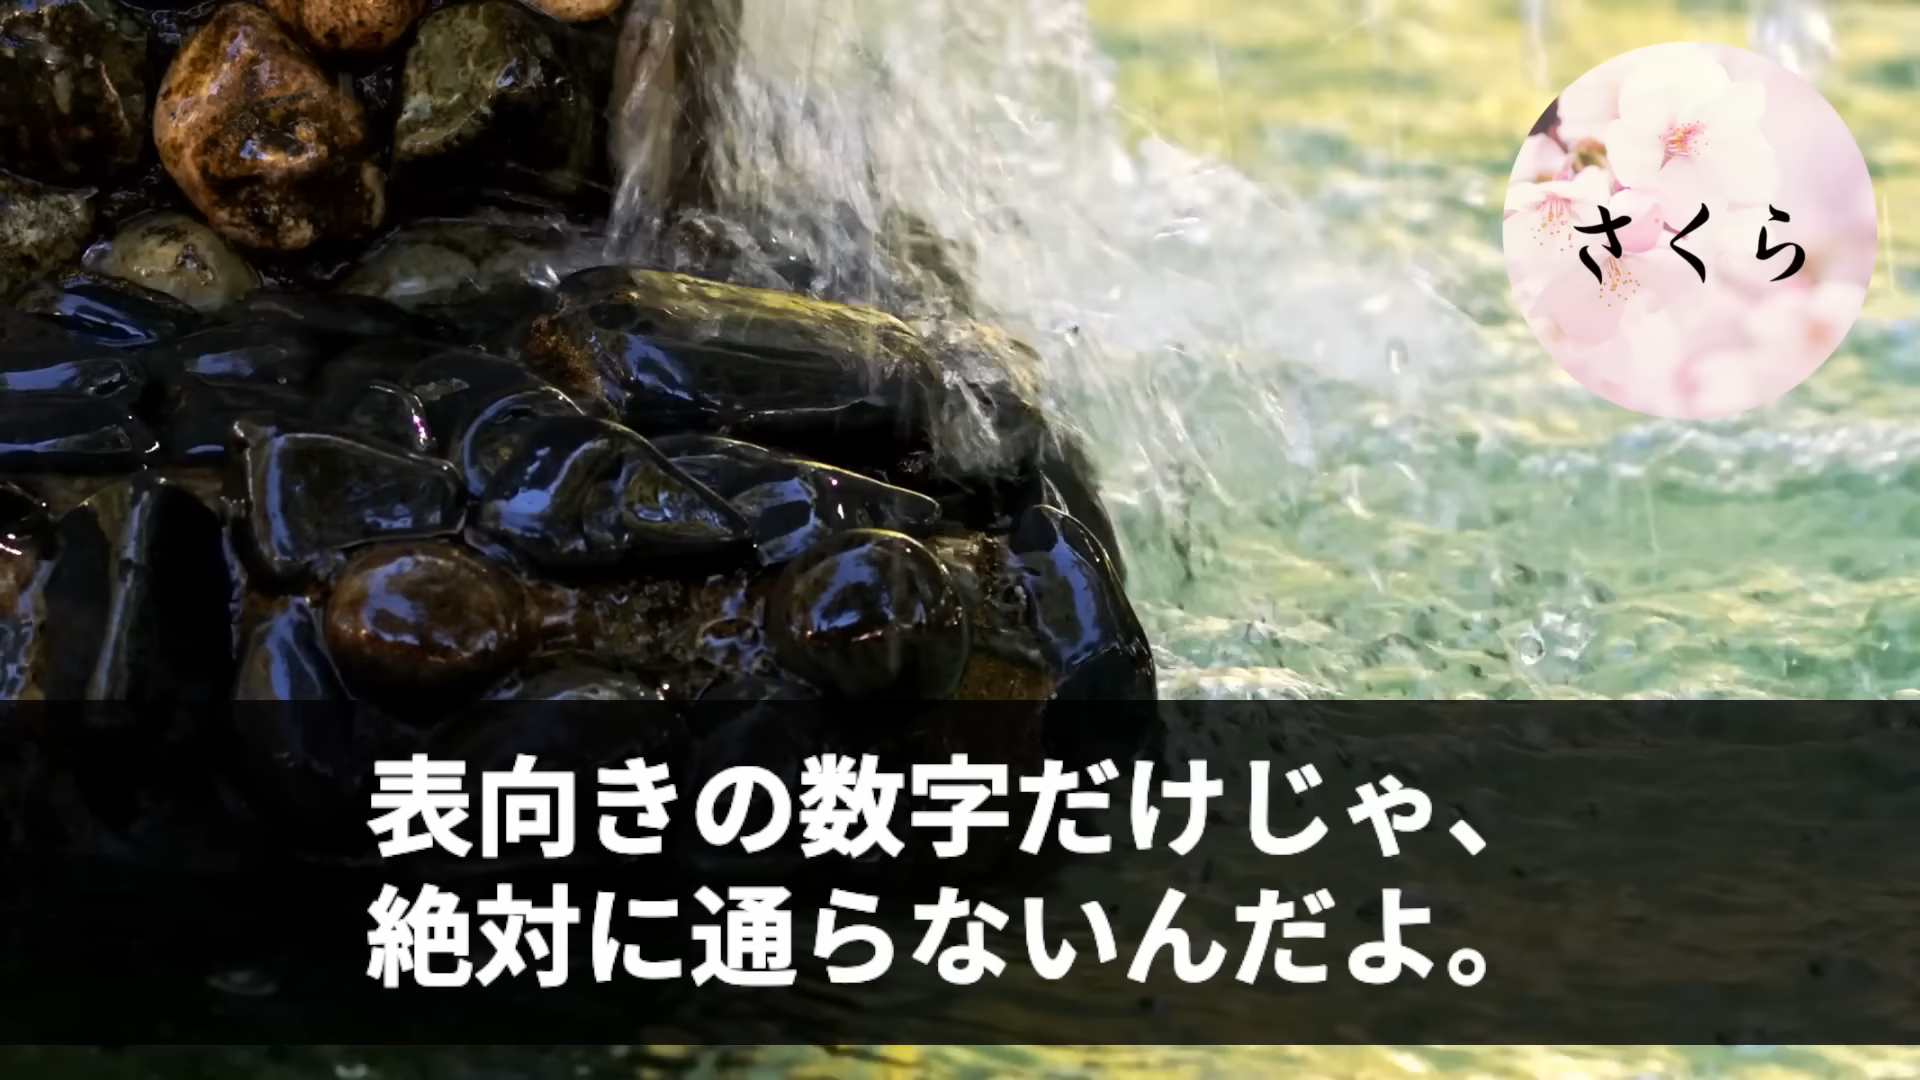 さくら
表向きの数字だけじゃ、
絶対に通らないんだよ。